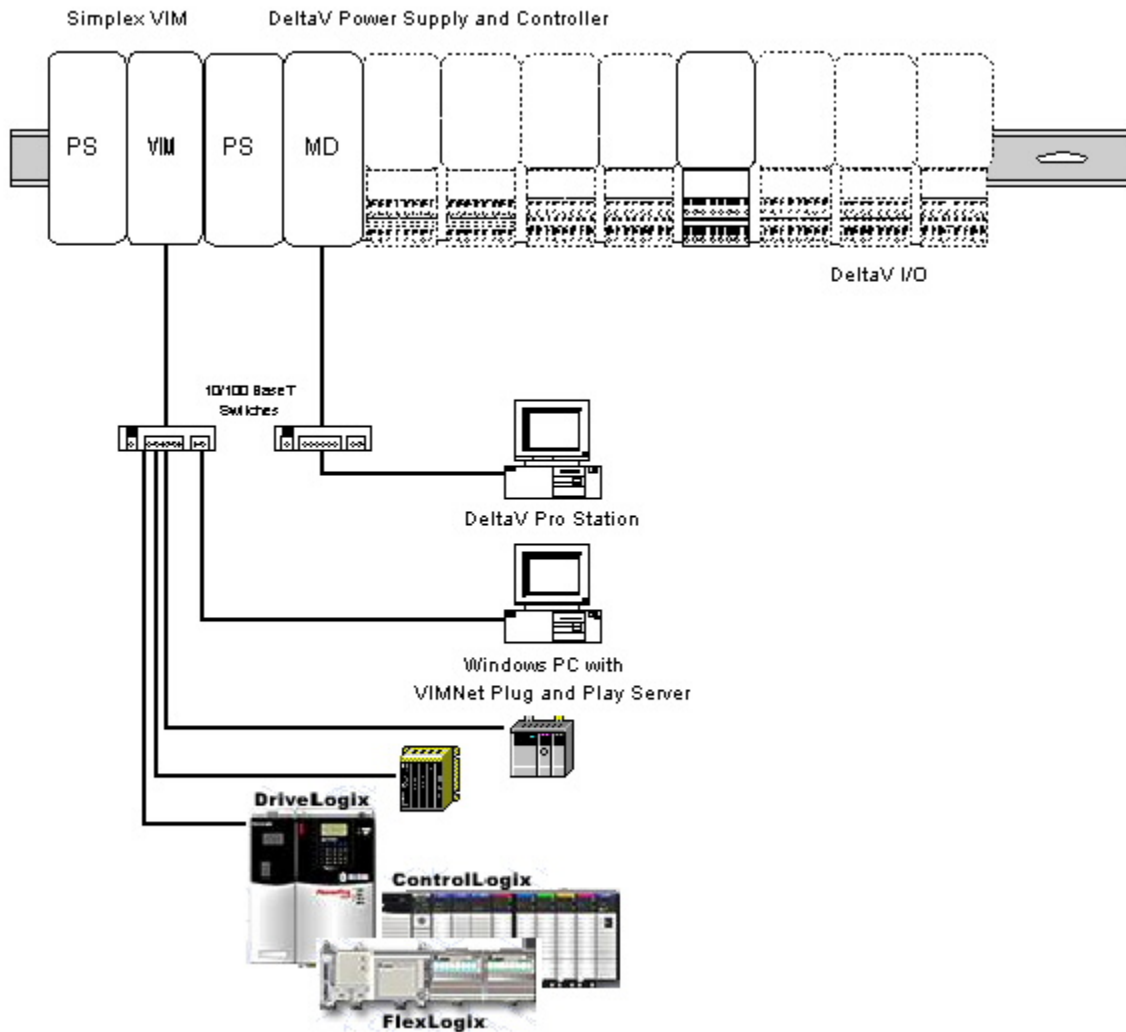 Simplex VIM
DeltaV Power Supply and Controller
PS
VIM
PS
MD
DeltaV I/O
10/100 BaseT
Switches
DeltaV Pro Station
Windows PC with
VIMNet Plug and Play Server
DriveLogix
ControlLogix
FlexLogix